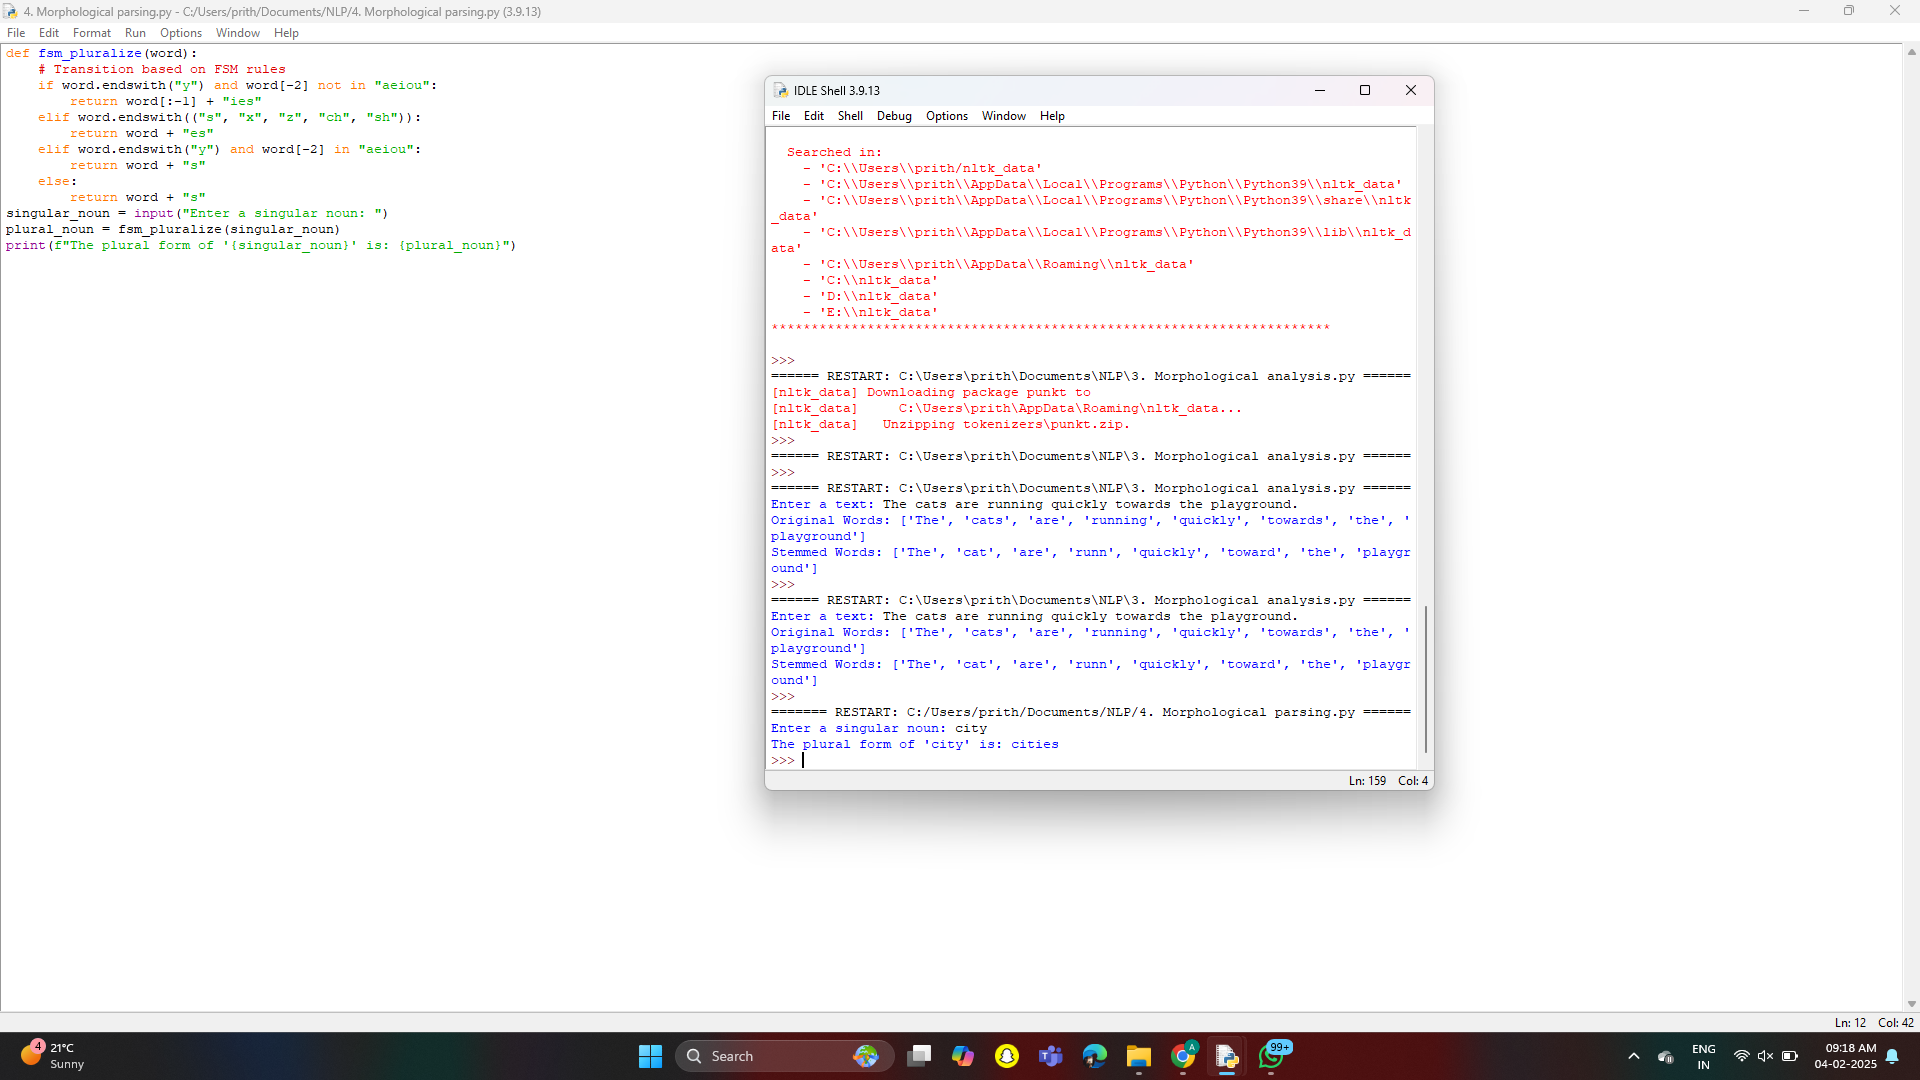 4. Morphological parsing.py - C:/Users/prith/Documents/NLP/4. Morphological parsing.py (3.9.13)
File Edit Format Run Options Window Help
def fsm_pluralize(word):
    # Transition based on FSM rules
    if word.endswith("y") and word[-2] not in "aeiou":
        return word[:-1] + "ies"
    elif word.endswith(("s", "x", "z", "ch", "sh")):
        return word + "es"
    elif word.endswith("y") and word[-2] in "aeiou":
        return word + "s"
    else:
        return word + "s"
singular_noun = input("Enter a singular noun: ")
plural_noun = fsm_pluralize(singular_noun)
print(f"The plural form of '{singular_noun}' is: {plural_noun}")
IDLE Shell 3.9.13
File Edit Shell Debug Options Window Help
  Searched in:
    - 'C:\\Users\\prith/nltk_data'
    - 'C:\\Users\\prith\\AppData\\Local\\Programs\\Python\\Python39\\nltk_data'
    - 'C:\\Users\\prith\\AppData\\Local\\Programs\\Python\\Python39\\share\\nltk
_data'
    - 'C:\\Users\\prith\\AppData\\Local\\Programs\\Python\\Python39\\lib\\nltk_d
ata'
    - 'C:\\Users\\prith\\AppData\\Roaming\\nltk_data'
    - 'C:\\nltk_data'
    - 'D:\\nltk_data'
    - 'E:\\nltk_data'
**********************************************************************
>>>
====== RESTART: C:\Users\prith\Documents\NLP\3. Morphological analysis.py ======
[nltk_data] Downloading package punkt to
[nltk_data]     C:\Users\prith\AppData\Roaming\nltk_data...
[nltk_data]   Unzipping tokenizers\punkt.zip.
>>>
====== RESTART: C:\Users\prith\Documents\NLP\3. Morphological analysis.py ======
>>>
====== RESTART: C:\Users\prith\Documents\NLP\3. Morphological analysis.py ======
Enter a text: The cats are running quickly towards the playground.
Original Words: ['The', 'cats', 'are', 'running', 'quickly', 'towards', 'the', '
playground']
Stemmed Words: ['The', 'cat', 'are', 'runn', 'quickly', 'toward', 'the', 'playgr
ound']
>>>
====== RESTART: C:\Users\prith\Documents\NLP\3. Morphological analysis.py ======
Enter a text: The cats are running quickly towards the playground.
Original Words: ['The', 'cats', 'are', 'running', 'quickly', 'towards', 'the', '
playground']
Stemmed Words: ['The', 'cat', 'are', 'runn', 'quickly', 'toward', 'the', 'playgr
ound']
>>>
======= RESTART: C:/Users/prith/Documents/NLP/4. Morphological parsing.py ======
Enter a singular noun: city
The plural form of 'city' is: cities
>>>
Ln: 159 Col: 4
Ln: 12 Col: 42
4
21°C
Sunny
Search
A
99+
ENG
IN
09:18 AM
04-02-2025